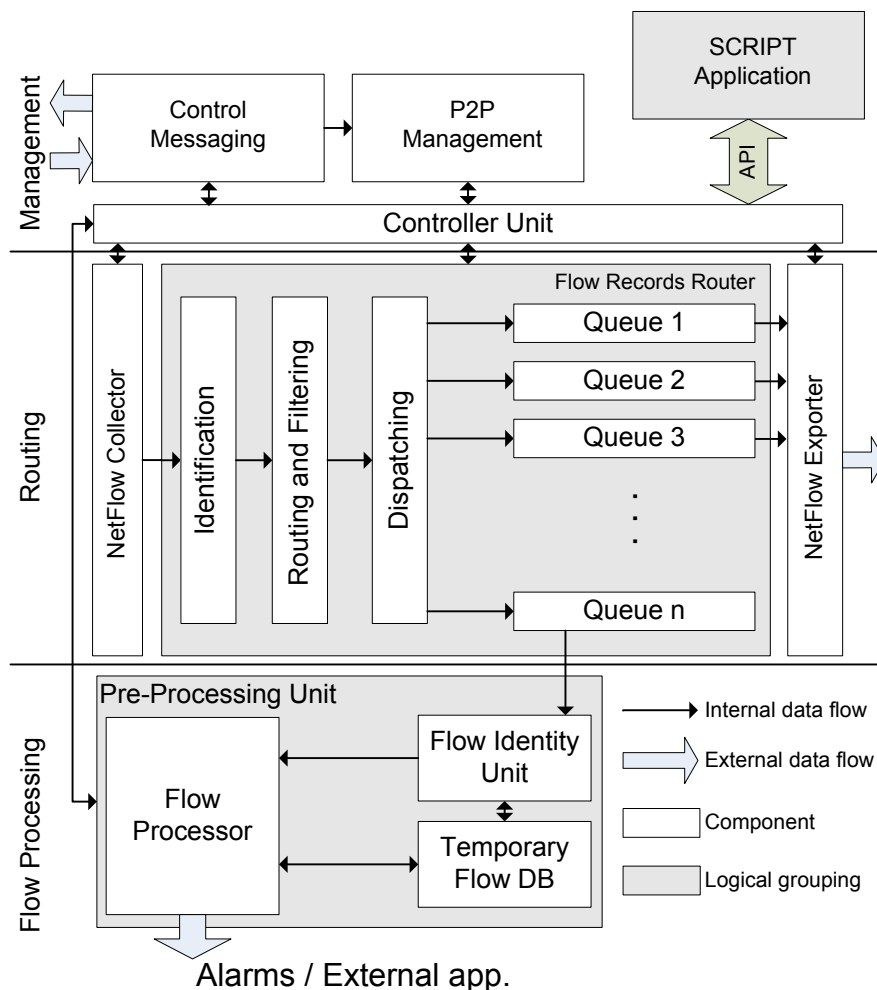 Management
Control
Messaging
P2P
Management
SCRIPT
Application
API
Controller Unit
Routing
NetFlow Collector
Flow Records Router
Identification
Routing and Filtering
Dispatching
Queue 1
Queue 2
Queue 3
. . .
Queue n
NetFlow Exporter
Flow Processing
Pre-Processing Unit
Flow
Processor
Flow Identity
Unit
Temporary
Flow DB
Internal data flow
External data flow
Component
Logical grouping
Alarms / External app.